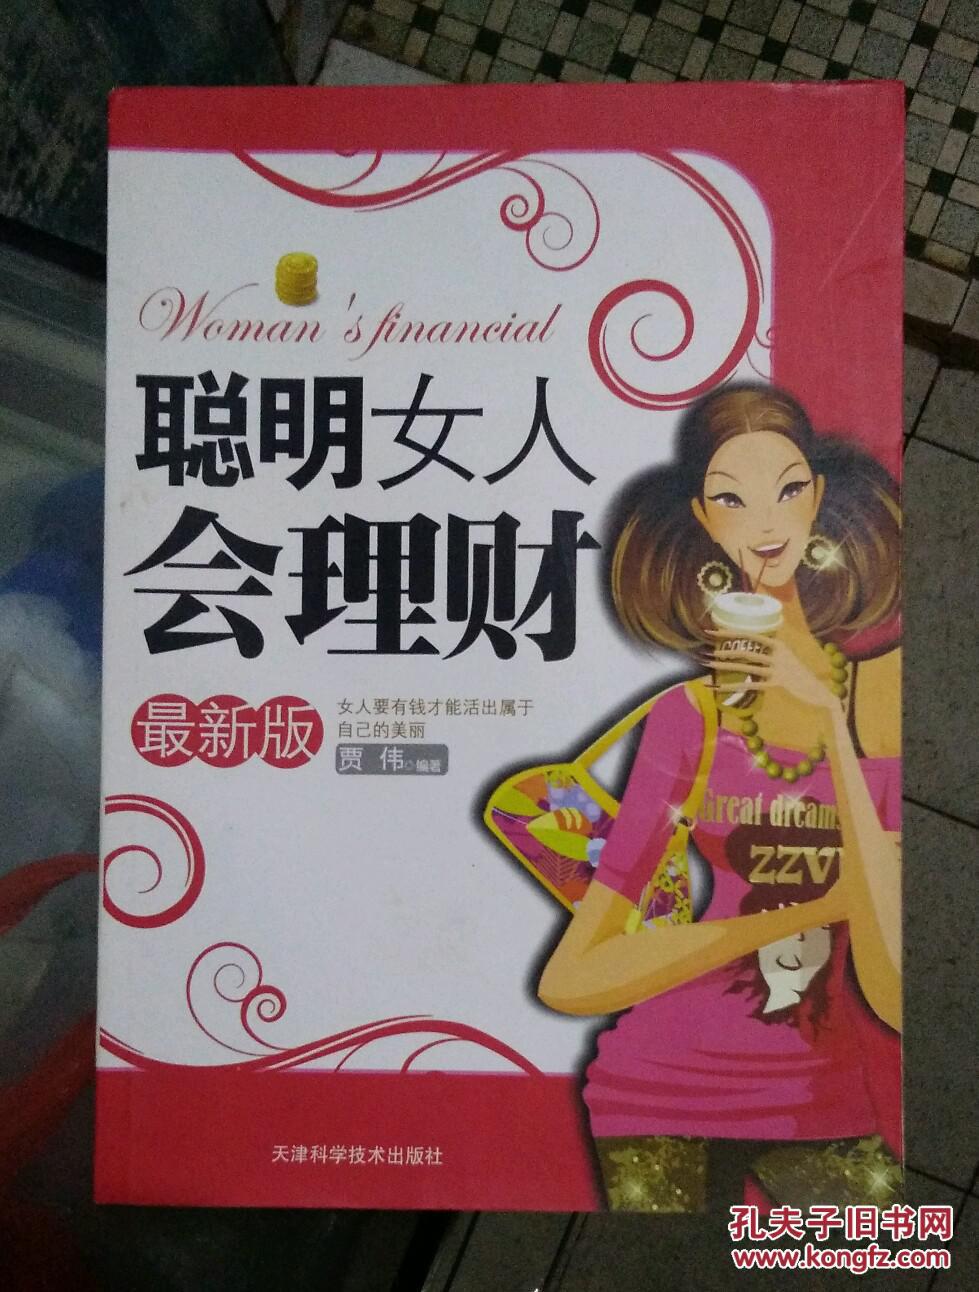 Woman's financial
聪明女人
会理财
最新版
女人要有钱才能活出属于
自己的美丽
贾 伟◎编著
COFFEE
Great dreams
ZZVI
天津科学技术出版社
孔夫子旧书网
www.kongfz.com